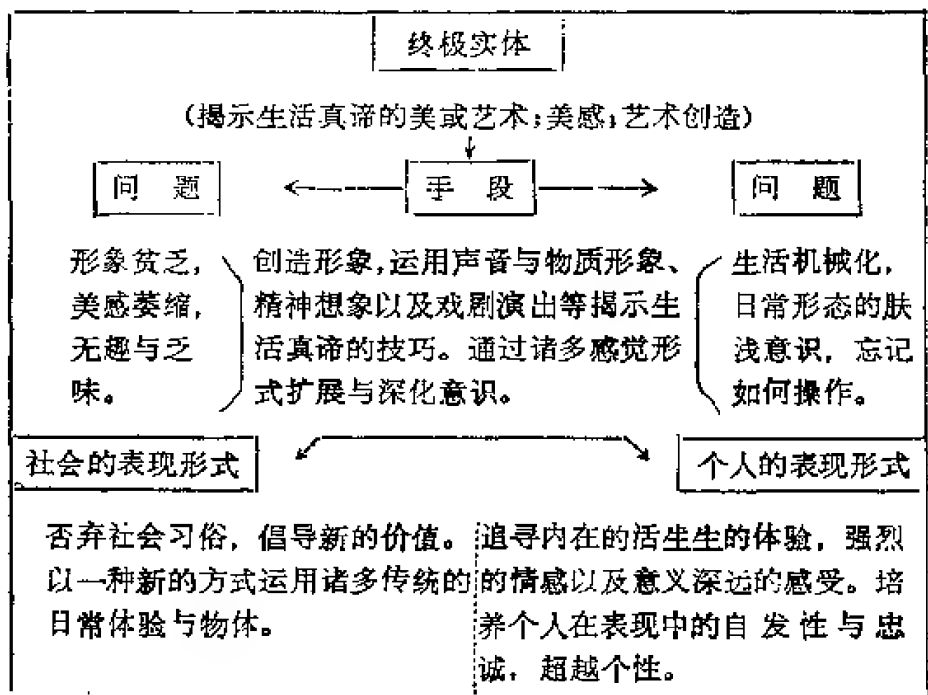 终极实体
(揭示生活真谛的美或艺术;美感;艺术创造)
问 题
手 段
问 题
形象贫乏,
美感萎缩,
无趣与乏
味。
创造形象,运用声音与物质形象、
精神想象以及戏剧演出等揭示生
活真谛的技巧。通过诸多感觉形
式扩展与深化意识。
生活机械化,
日常形态的肤
浅意识,忘记
如何操作。
社会的表现形式
个人的表现形式
否弃社会习俗,倡导新的价值。
以一种新的方式运用诸多传统的
日常体验与物体。
追寻内在的活生生的体验,强烈
的情感以及意义深远的感受。培
养个人在表现中的自发性与忠
诚,超越个性。